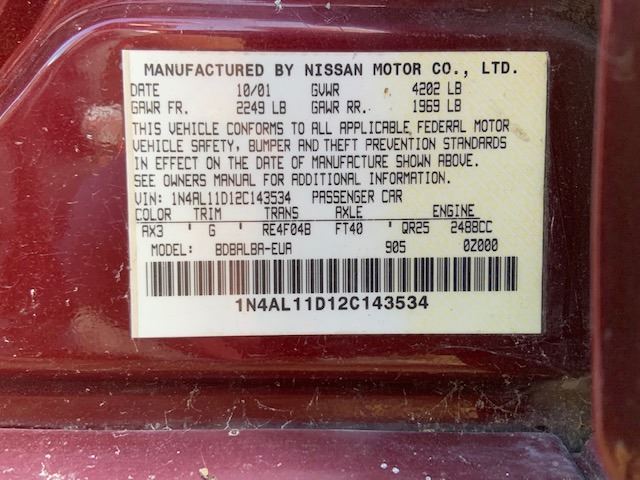 MANUFACTURED BY NISSAN MOTOR CO., LTD.
DATE 10/01 GVWR 4202 LB
GAWR FR. 2249 LB GAWR RR. 1969 LB
THIS VEHICLE CONFORMS TO ALL APPLICABLE FEDERAL MOTOR
VEHICLE SAFETY, BUMPER AND THEFT PREVENTION STANDARDS
IN EFFECT ON THE DATE OF MANUFACTURE SHOWN ABOVE.
SEE OWNERS MANUAL FOR ADDITIONAL INFORMATION.
VIN: 1N4AL11D12C143534 PASSENGER CAR
COLOR TRIM TRANS AXLE ENGINE
AX3 ' G ' RE4F04B FT40 ' QR25 2488CC
MODEL: BDBALBA-EUA 905 0Z000
1N4AL11D12C143534